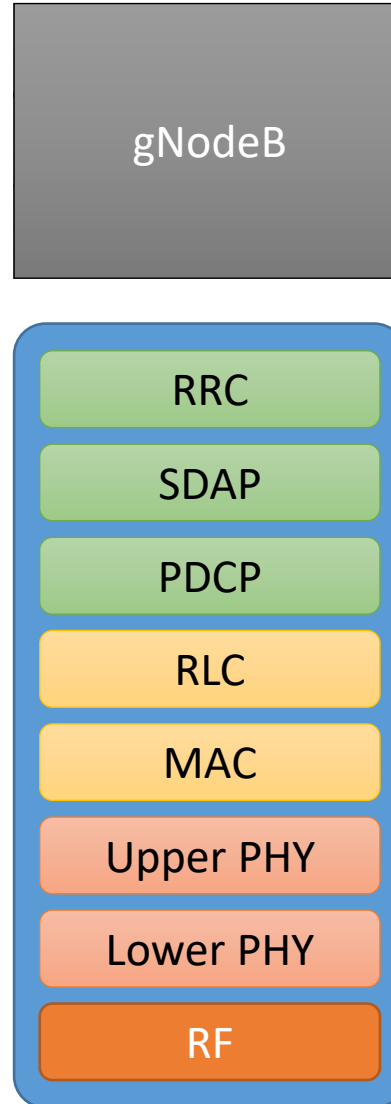 gNodeB
RRC
SDAP
PDCP
RLC
MAC
Upper PHY
Lower PHY
RF